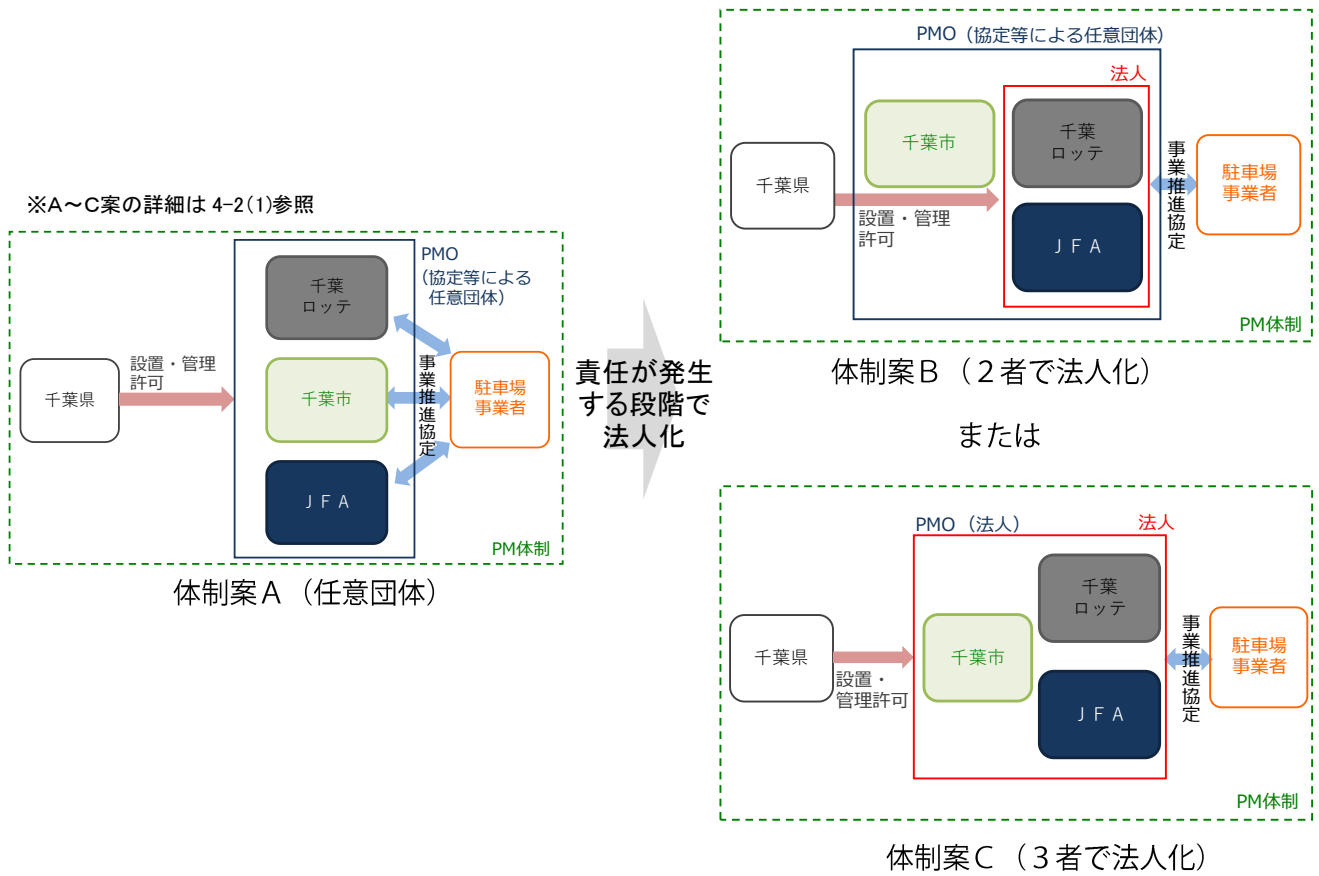 ※A～C案の詳細は 4-2(1)参照
千葉県
設置・管理
許可
千葉
ロッテ
千葉市
ＪＦＡ
PMO
（協定等による
任意団体）
事業推進協定
駐車場
事業者
PM体制
体制案Ａ（任意団体）
責任が発生
する段階で
法人化
PMO（協定等による任意団体）
法人
千葉県
千葉市
設置・管理
許可
千葉
ロッテ
ＪＦＡ
事業推進協定
駐車場
事業者
PM体制
体制案Ｂ（２者で法人化）
または
PMO（法人）
法人
千葉県
設置・
管理許可
千葉市
千葉
ロッテ
ＪＦＡ
事業推進協定
駐車場
事業者
PM体制
体制案Ｃ（３者で法人化）